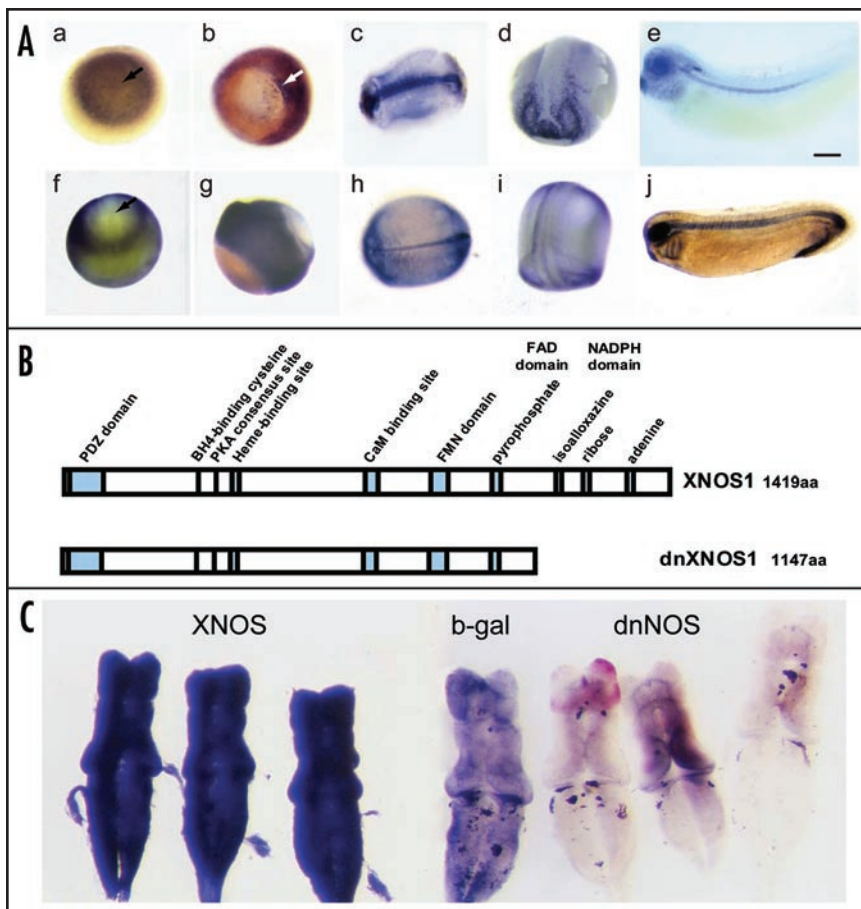 A
a b c d e
f g h i j
B
PDZ domain
BH4-binding cysteine
PKA consensus site
Heme-binding site
CaM binding site
FMN domain
FAD
domain
pyrophosphate
NADPH
domain
isoalloxazine
ribose
adenine
XNOS1 1419aa
dnXNOS1 1147aa
C
XNOS b-gal dnNOS